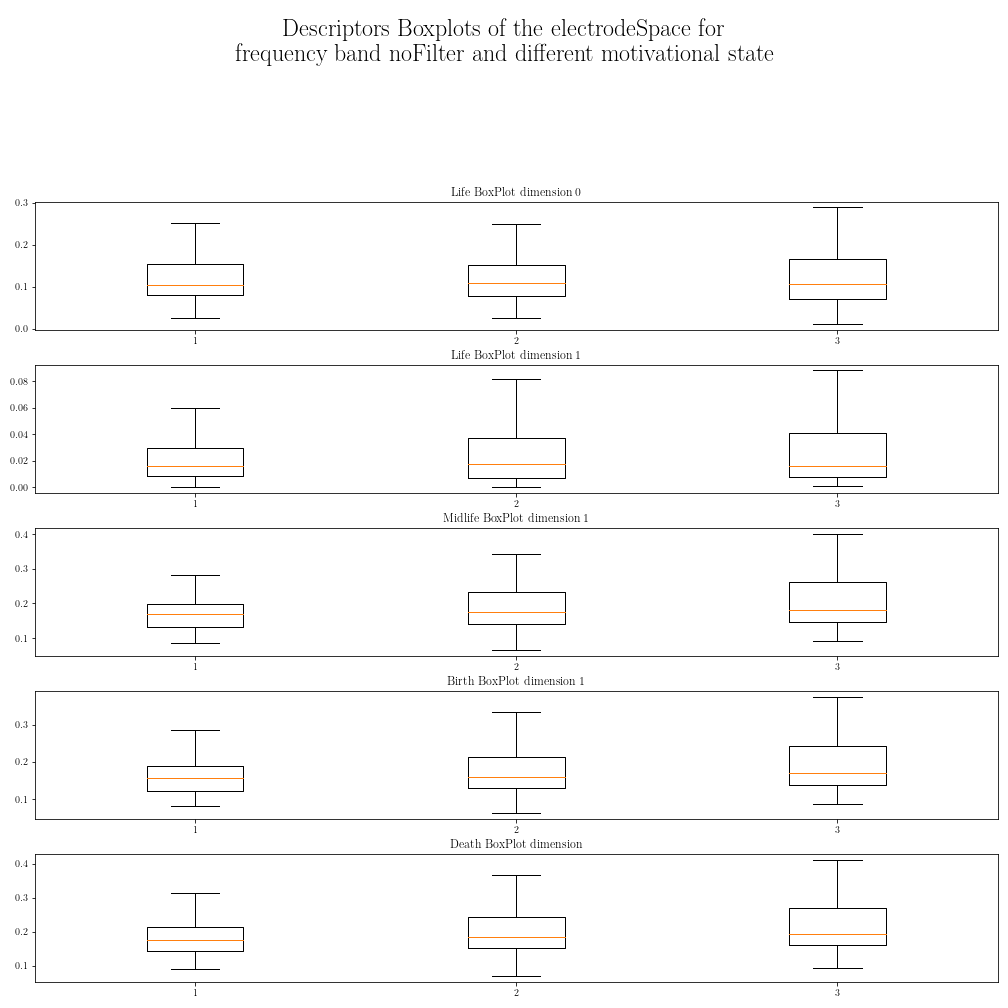 Descriptors Boxplots of the electrodeSpace for
frequency band noFilter and different motivational state
Life BoxPlot dimension 0
0.3
0.2
0.1
0.0
1 2 3
Life BoxPlot dimension 1
0.08
0.06
0.04
0.02
0.00
1 2 3
Midlife BoxPlot dimension 1
0.4
0.3
0.2
0.1
1 2 3
Birth BoxPlot dimension 1
0.3
0.2
0.1
1 2 3
Death BoxPlot dimension
0.4
0.3
0.2
0.1
1 2 3